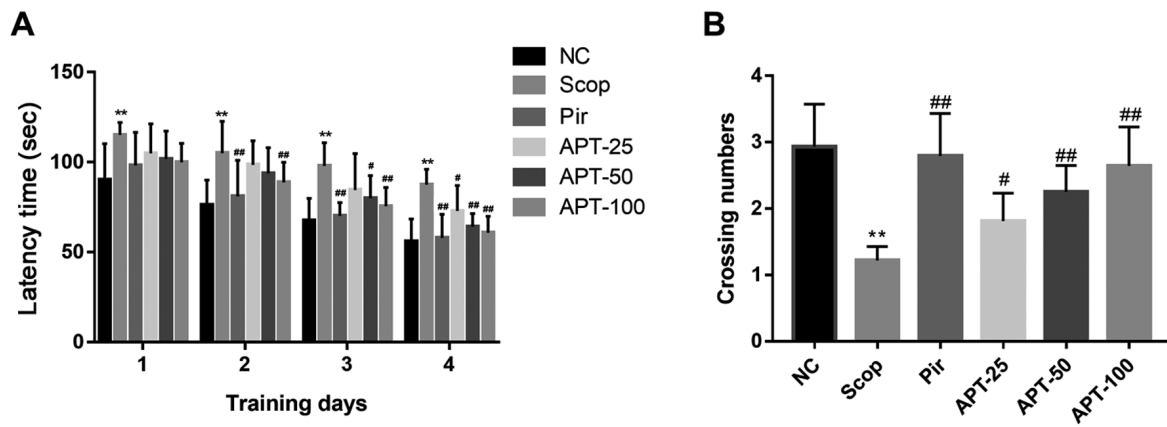 A
Latency time (sec)
150
100
50
0
** ** ## ## ** ## # ## ** ## # ## ##
1 2 3 4
Training days
NC
Scop
Pir
APT-25
APT-50
APT-100
B
Crossing numbers
4
3
2
1
0
** ## # ## ##
NC Scop Pir APT-25 APT-50 APT-100